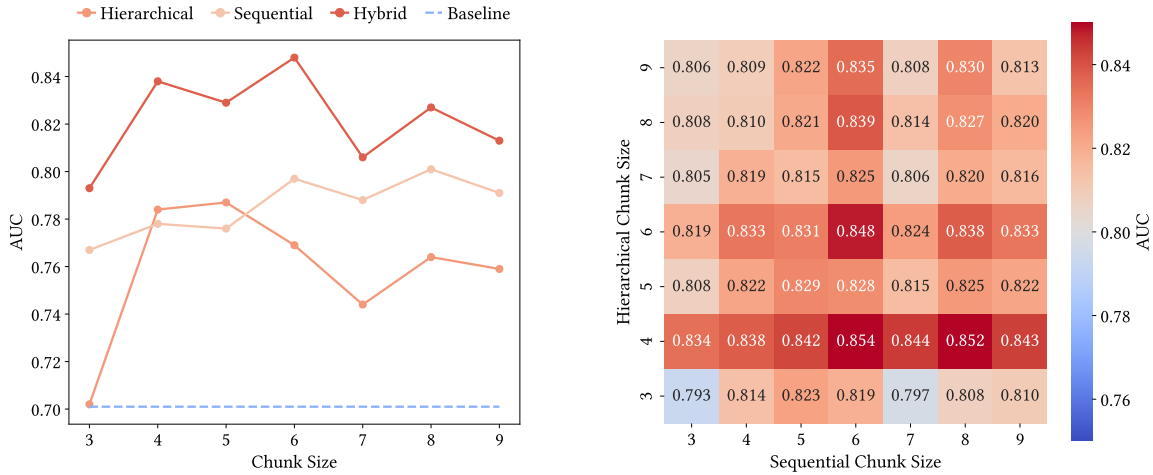 Hierarchical Sequential Hybrid Baseline
AUC
0.84
0.82
0.80
0.78
0.76
0.74
0.72
0.70
3 4 5 6 7 8 9
Chunk Size
Hierarchical Chunk Size
9 0.806 0.809 0.822 0.835 0.808 0.830 0.813
8 0.808 0.810 0.821 0.839 0.814 0.827 0.820
7 0.805 0.819 0.815 0.825 0.806 0.820 0.816
6 0.819 0.833 0.831 0.848 0.824 0.838 0.833
5 0.808 0.822 0.829 0.828 0.815 0.825 0.822
4 0.834 0.838 0.842 0.854 0.844 0.852 0.843
3 0.793 0.814 0.823 0.819 0.797 0.808 0.810
3 4 5 6 7 8 9
Sequential Chunk Size
0.84
0.82
0.80
0.78
0.76
AUC